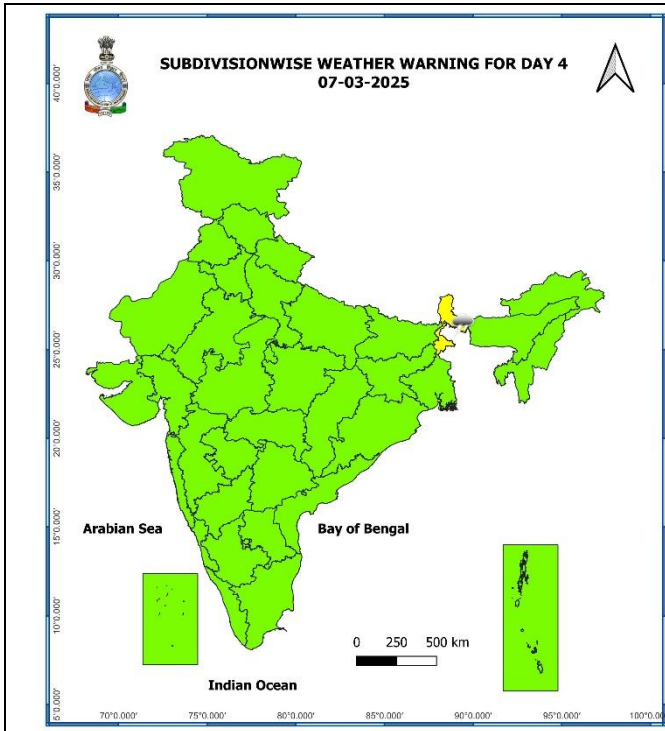 SUBDIVISIONWISE WEATHER WARNING FOR DAY 4
07-03-2025
40°0.000'
35°0.000'
30°0.000'
25°0.000'
20°0.000'
15°0.000'
10°0.000'
5°0.000'
Arabian Sea
Bay of Bengal
0 250 500 km
Indian Ocean
70°0.000' 75°0.000' 80°0.000' 85°0.000' 90°0.000' 95°0.000' 100°0.000'